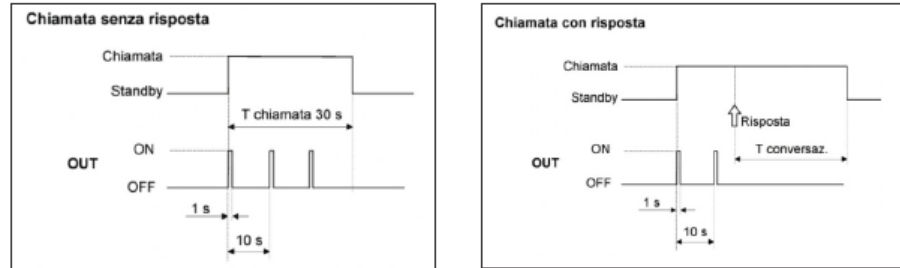 Chiamata senza risposta
Chiamata
Standby
T chiamata 30 s
OUT
ON
OFF
1 s
10 s
Chiamata con risposta
Chiamata
Standby
Risposta
T conversaz.
OUT
ON
OFF
1 s
10 s